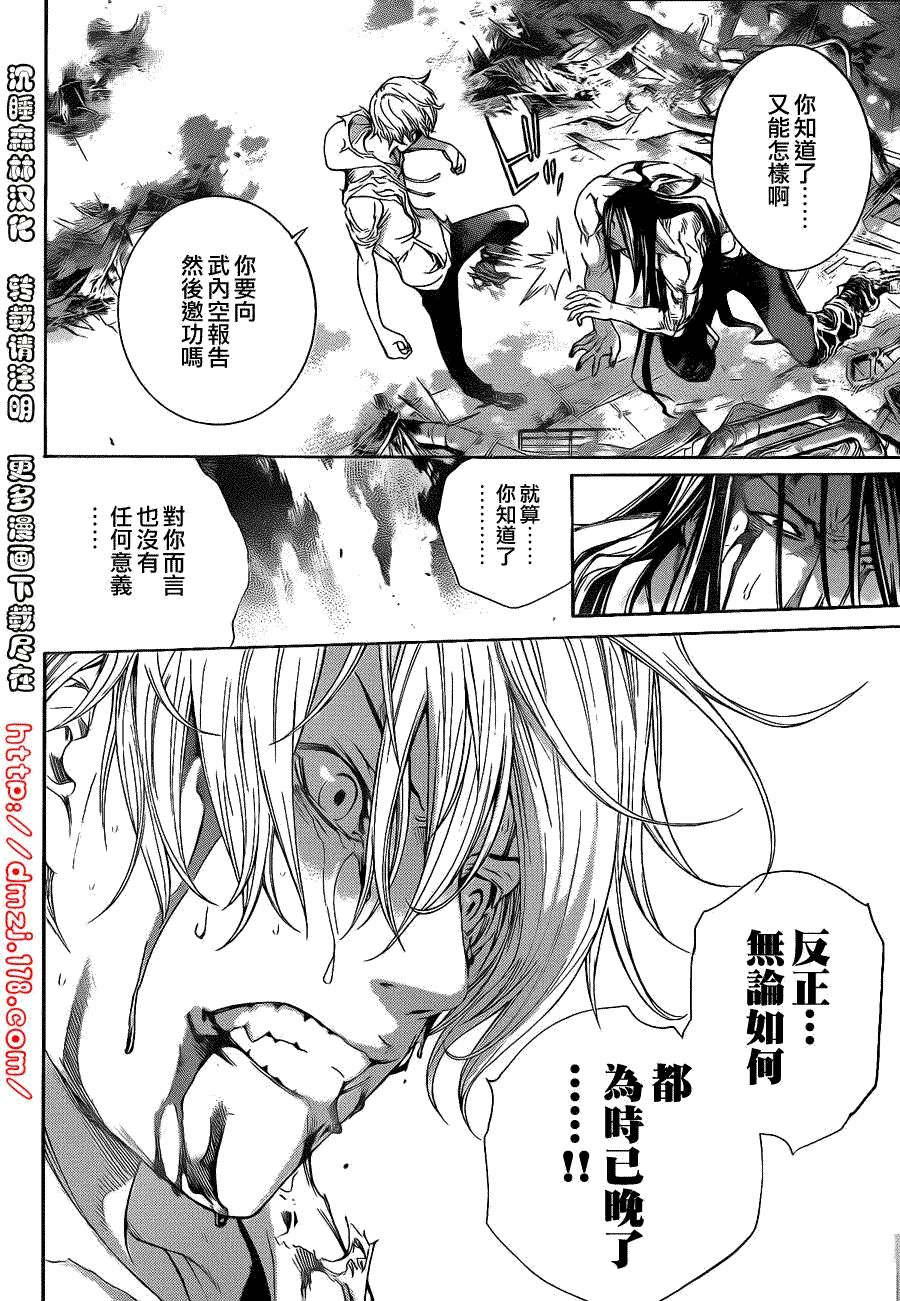 你知道了……
又能怎樣啊
你要向
武內空報告
然後邀功嗎
就算…
你知道了
………
對你而言
也沒有
任何意義
……
反正…
無論如何
都
為時已晚了
……!!
ビッ
沉睡森林汉化 转载请注明 更多漫画下载尽在 http://dmzj.178.com/